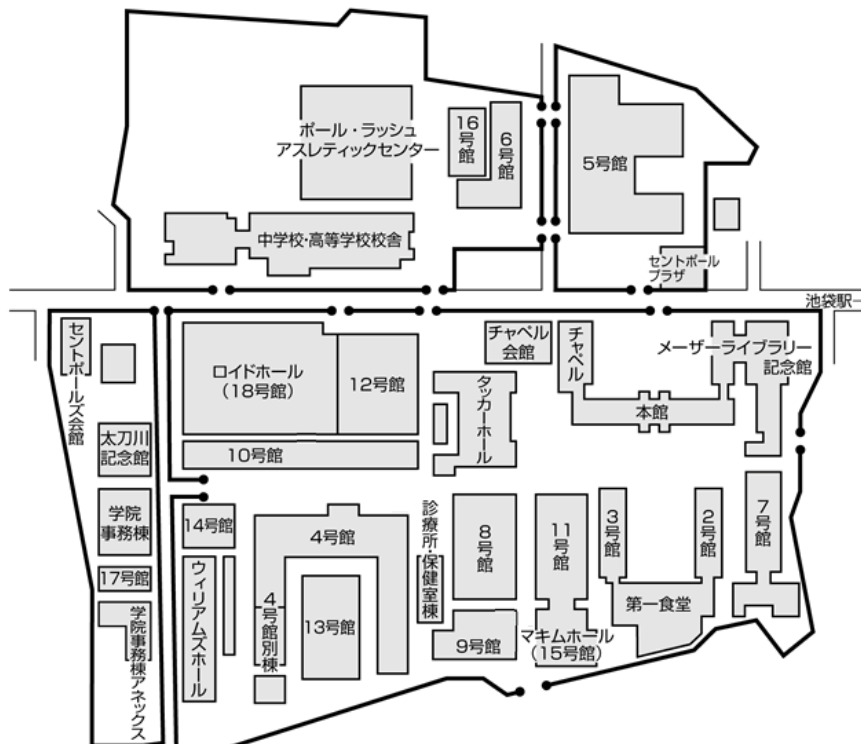 ポール・ラッシュ
アスレティックセンター
16号館
6号館
5号館
中学校・高等学校校舎
セントポール
プラザ
池袋駅
セントポールズ会館
ロイドホール
(18号館)
12号館
チャペル
会館
チャペル
メーザーライブラリー
記念館
タッカーホール
本館
太刀川
記念館
10号館
学院
事務棟
14号館
4号館
診療所・保健室棟
8号館
11号館
3号館
2号館
7号館
17号館
ウィリアムズホール
4号館別棟
13号館
第一食堂
学院事務棟アネックス
9号館
マキムホール
(15号館)